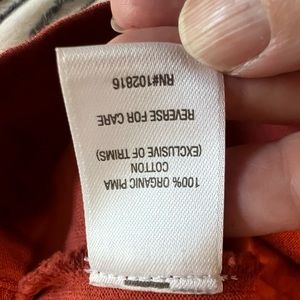 100% ORGANIC PIMA
COTTON
(EXCLUSIVE OF TRIMS)
REVERSE FOR CARE
RN#102816